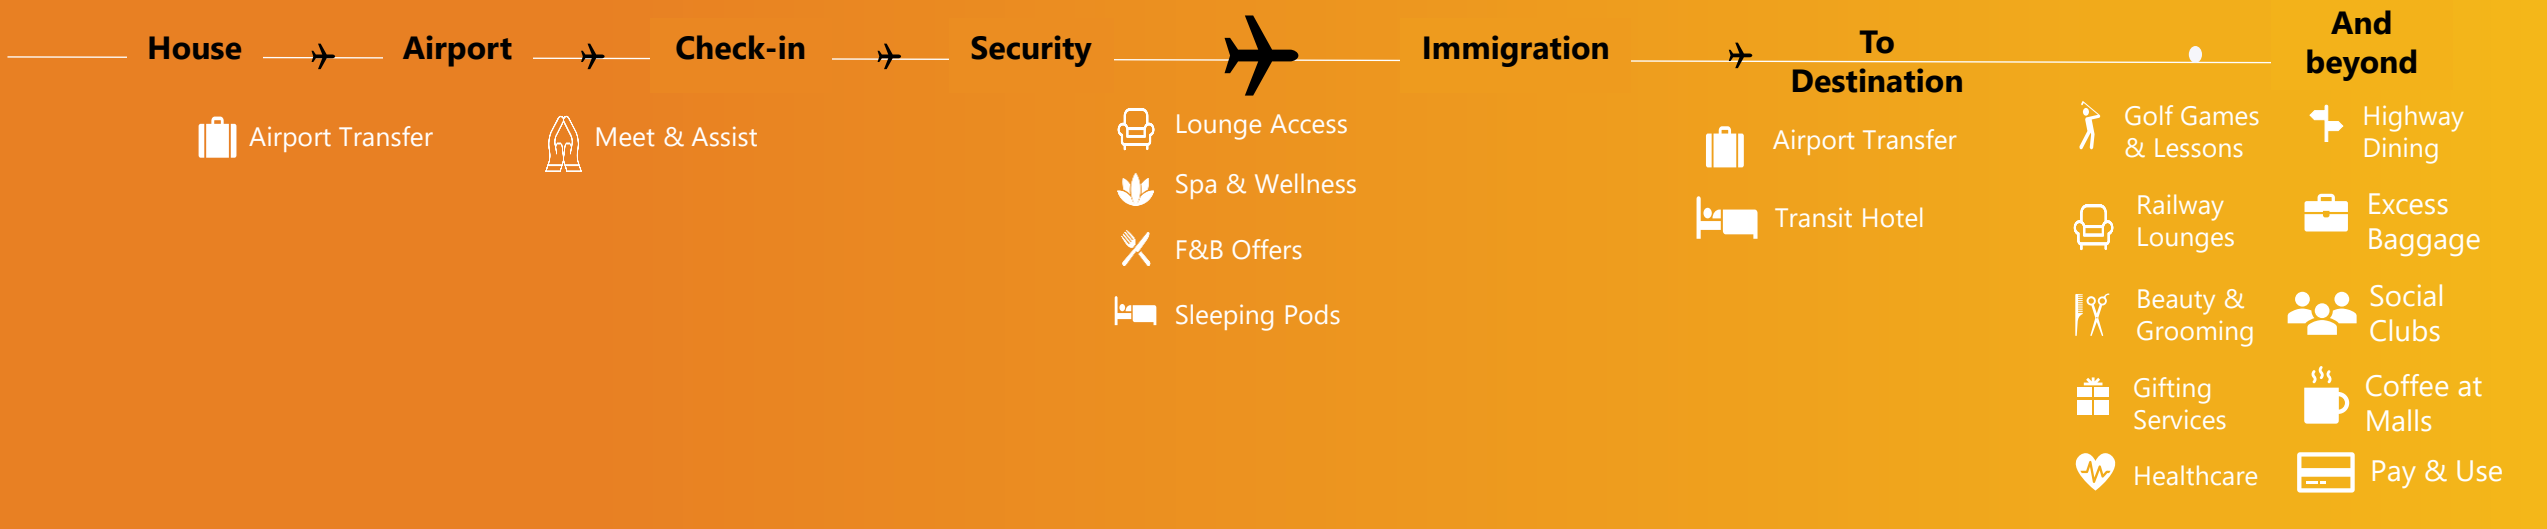 House
Airport
Check-in
Security
Immigration
To
Destination
And
beyond
Airport Transfer
Meet & Assist
Lounge Access
Spa & Wellness
F&B Offers
Sleeping Pods
Airport Transfer
Transit Hotel
Golf Games
& Lessons
Railway
Lounges
Beauty &
Grooming
Gifting
Services
Healthcare
Highway
Dining
Excess
Baggage
Social
Clubs
Coffee at
Malls
Pay & Use